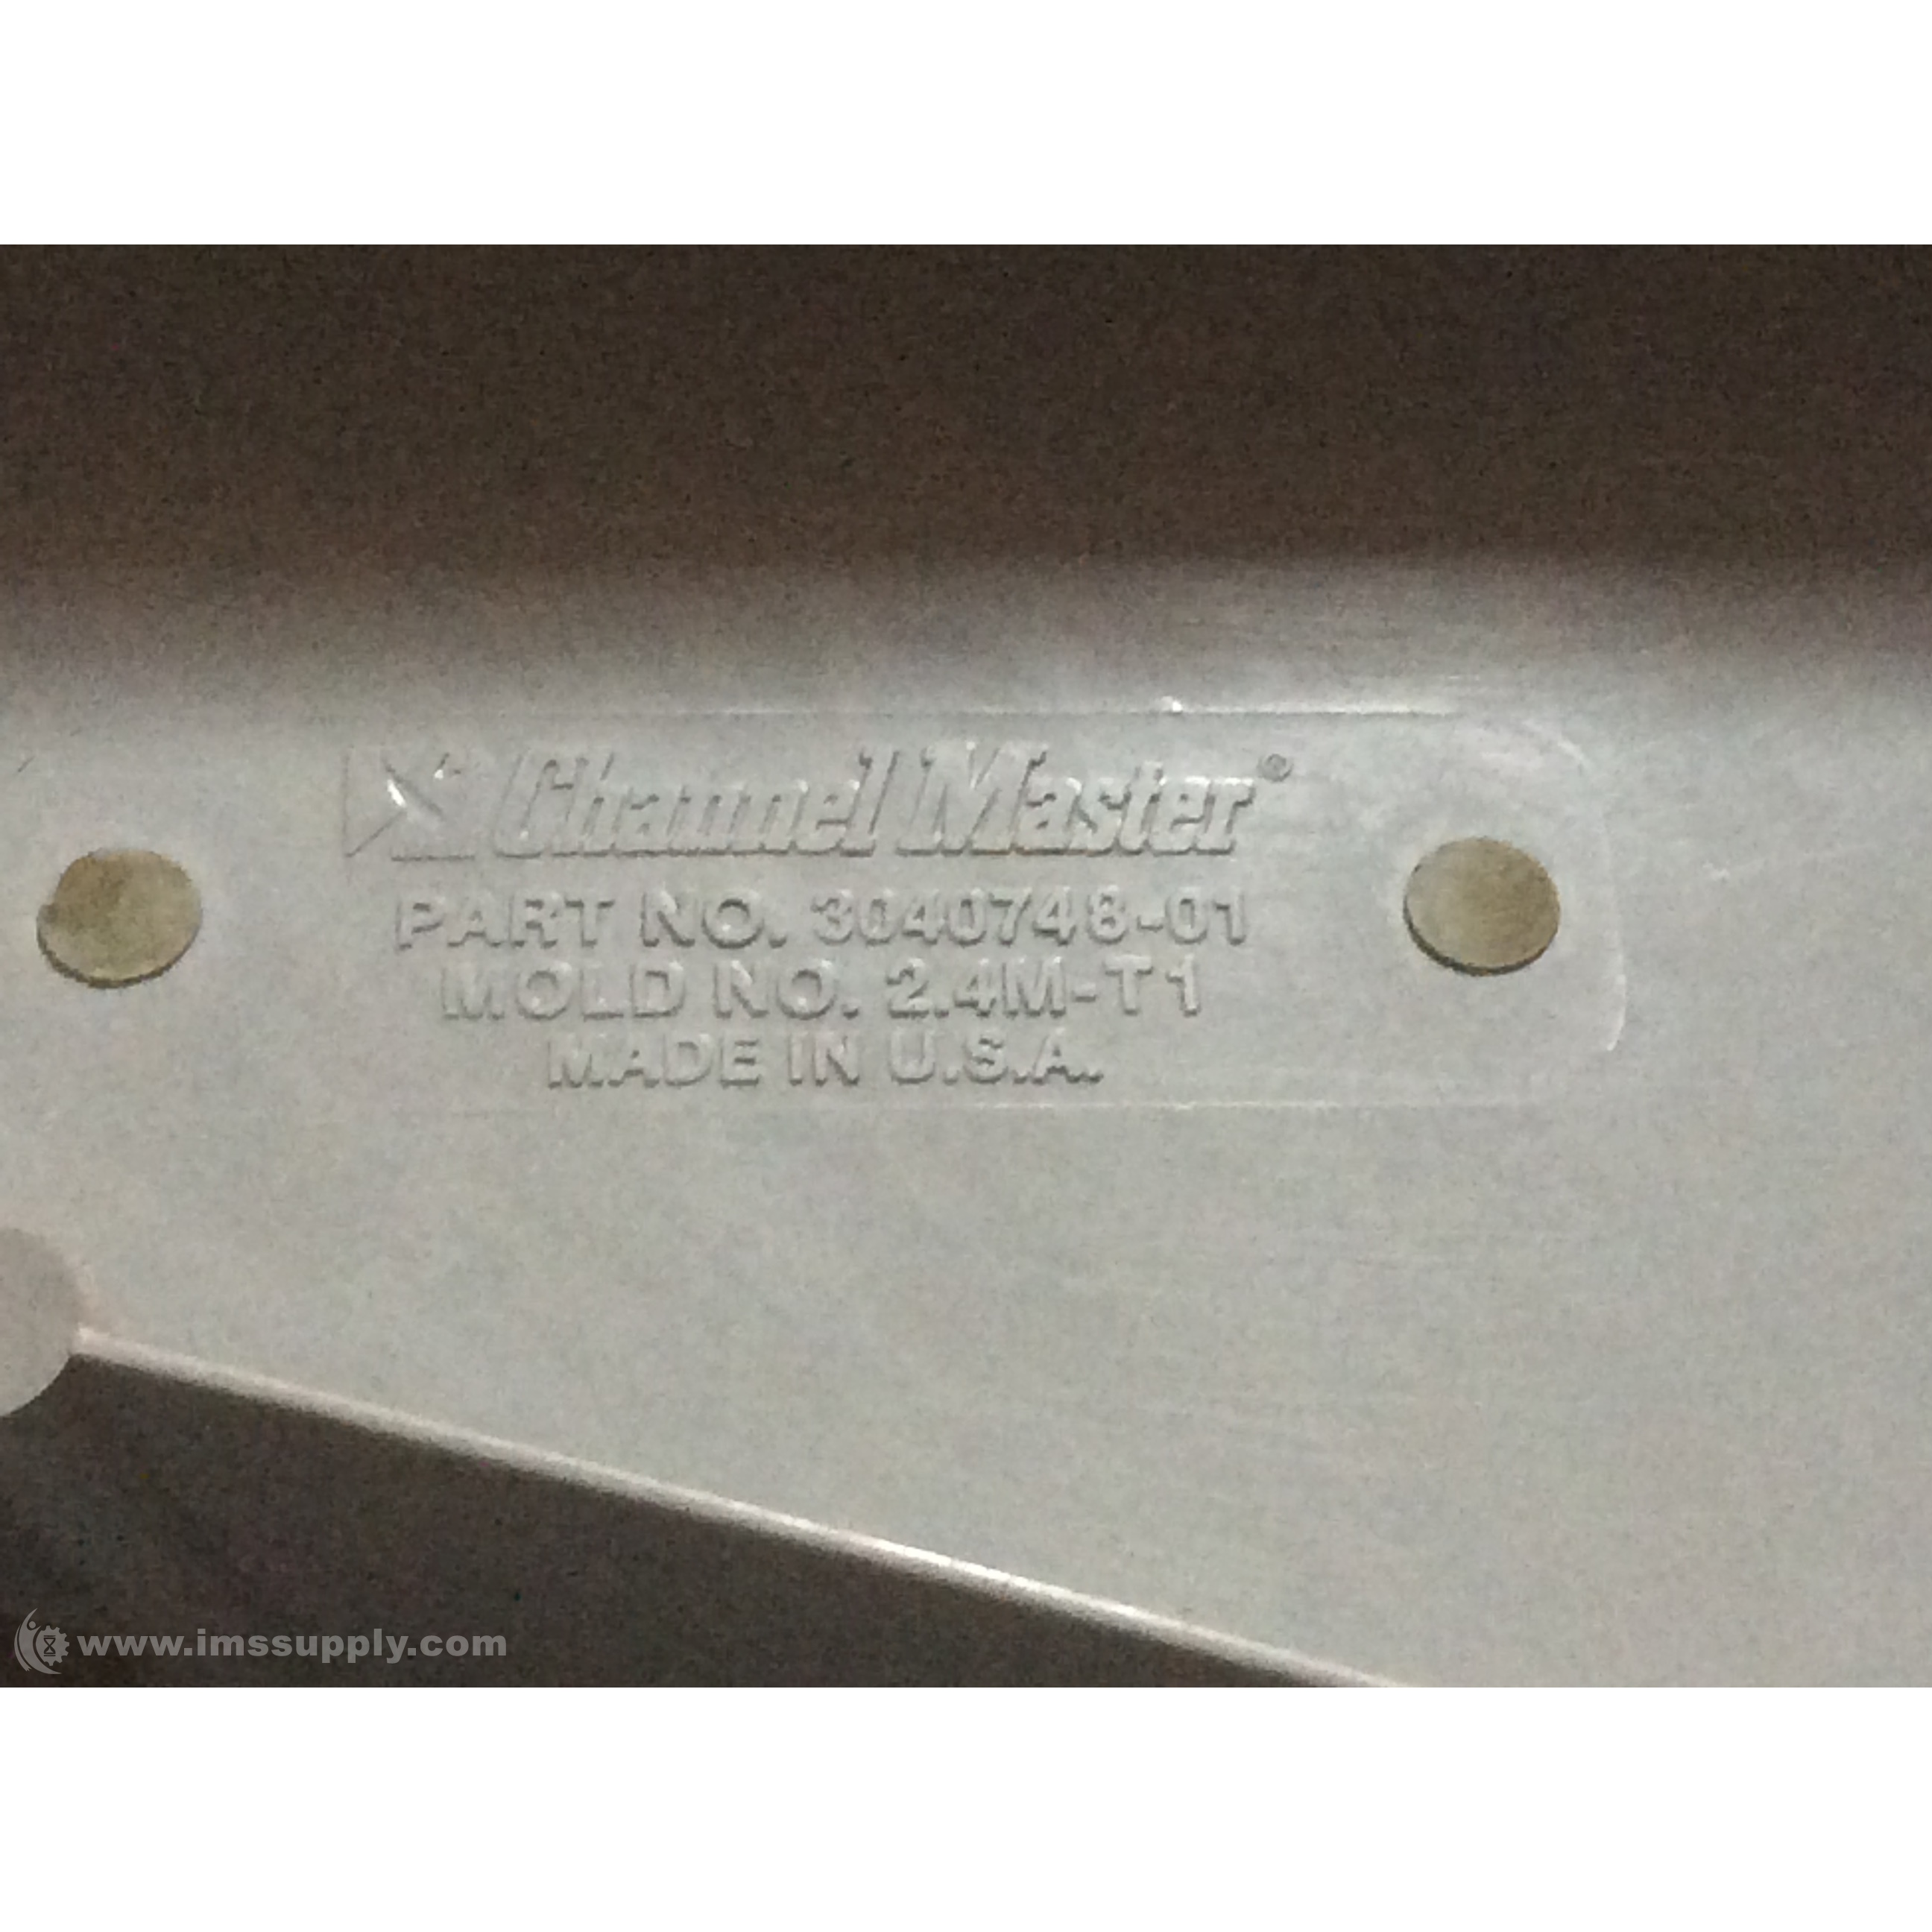 Channel Master®
PART NO. 3040748-01
MOLD NO. 2.4M-T1
MADE IN U.S.A.
www.imssupply.com